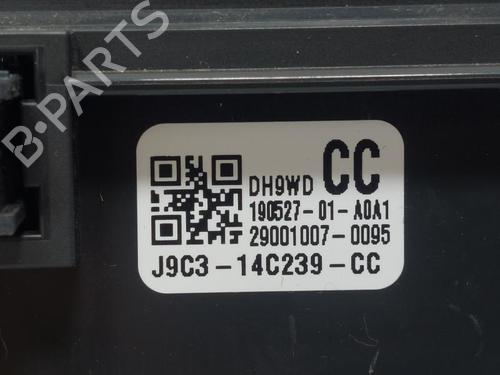 B-PARTS
DH9WD CC
190527-01-A0A1
29001007-0095
J9C3-14C239-CC